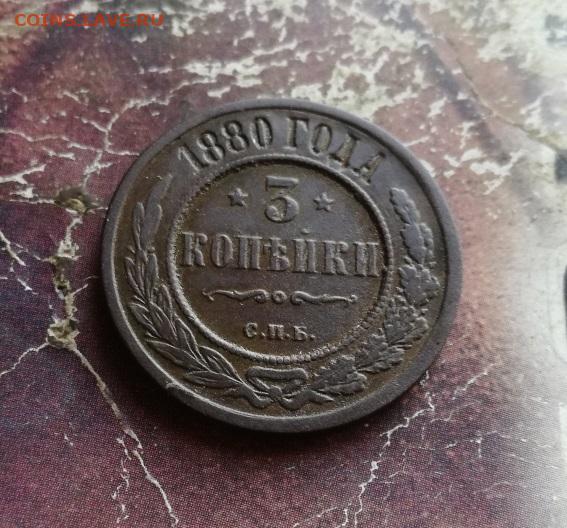 COINS.LAVE.RU
1880 ГОДА
3
КОПѢЙКИ
С.П.Б.